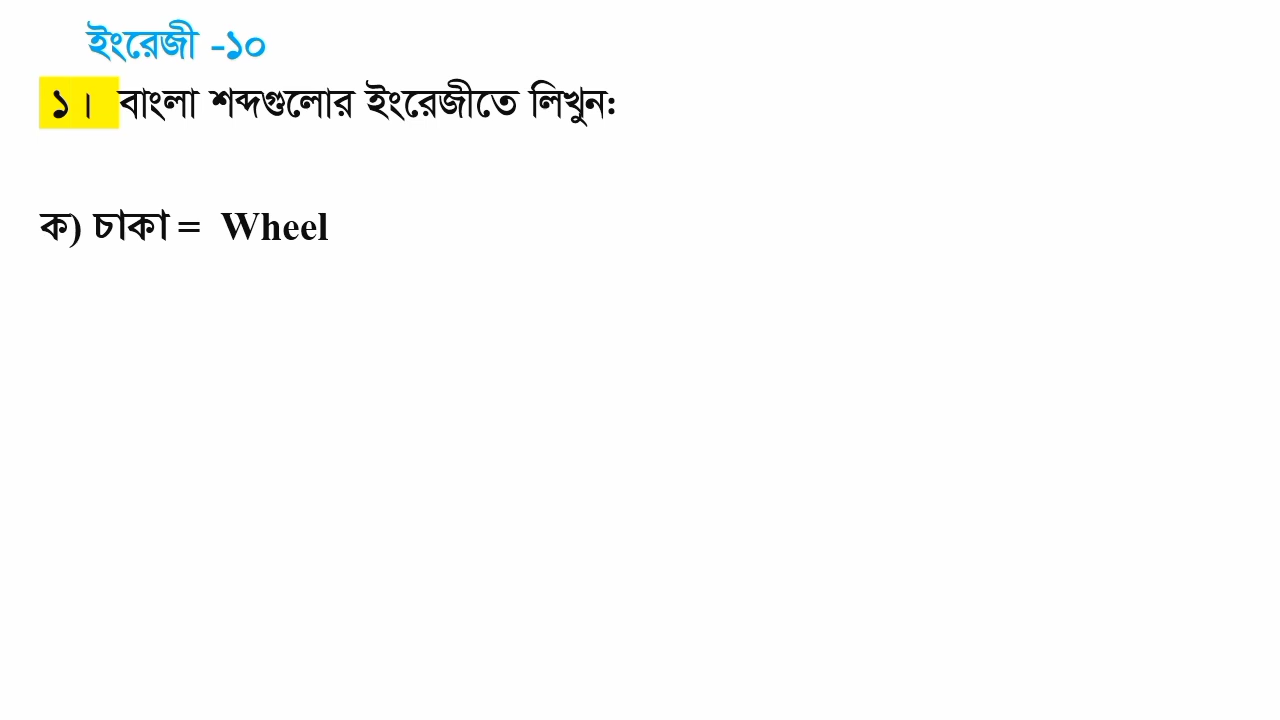 ইংরেজী -১০
১। বাংলা শব্দগুলোর ইংরেজীতে লিখুন:
ক) চাকা = Wheel